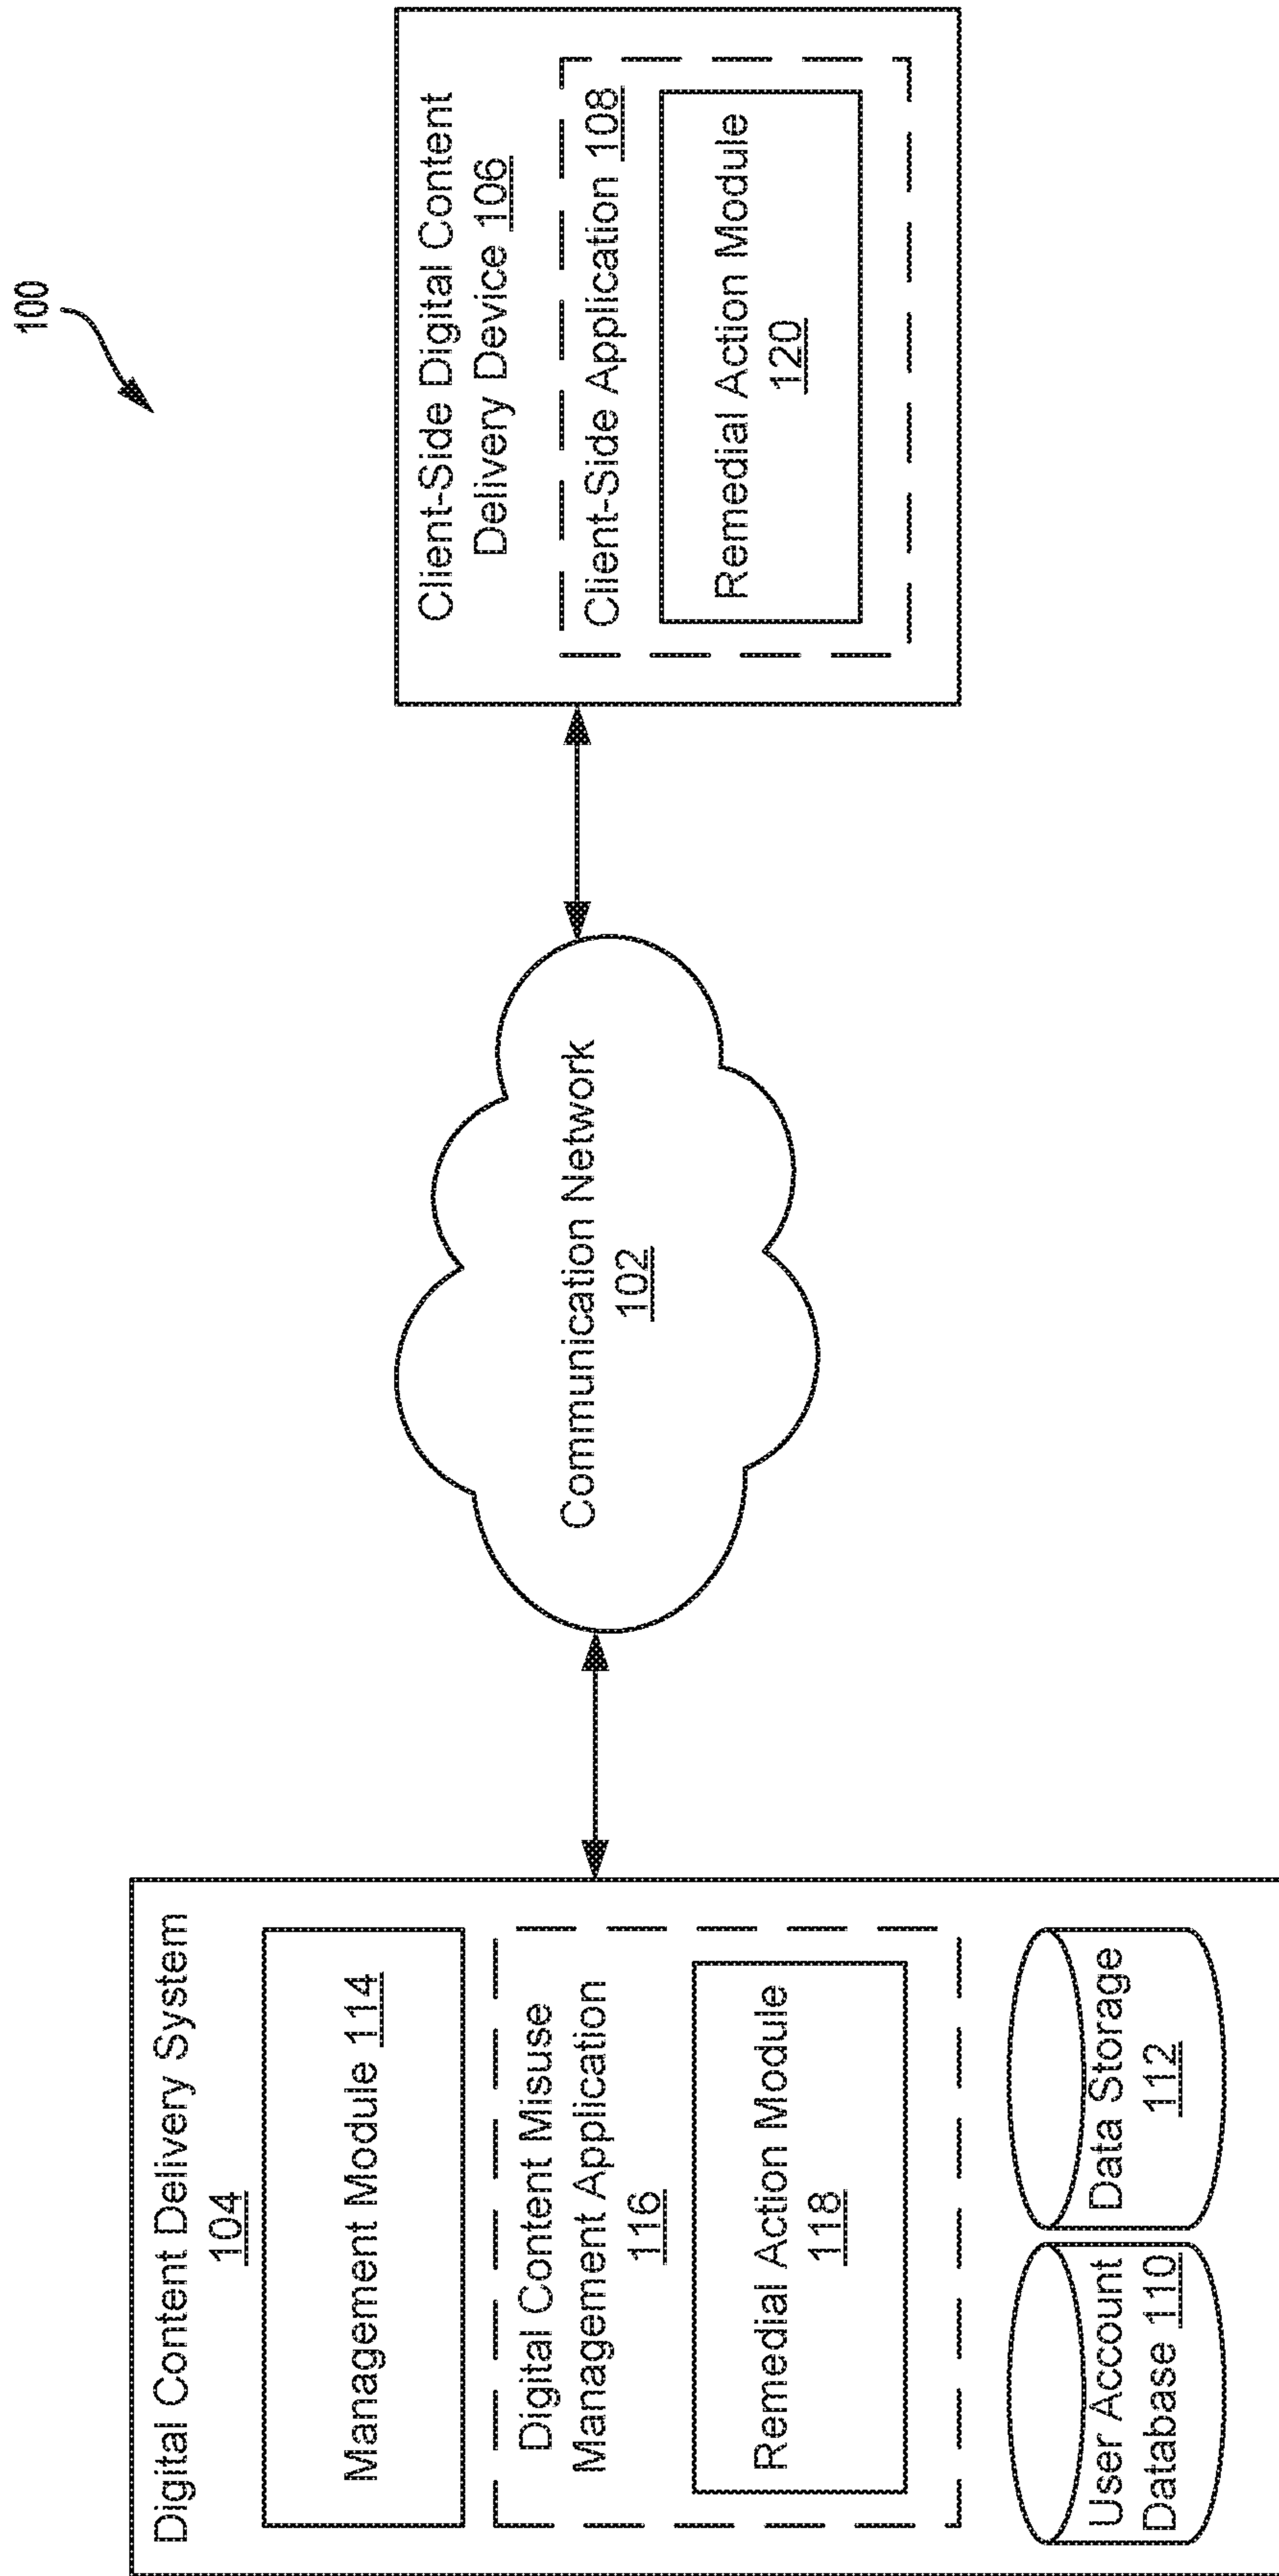 100
Digital Content Delivery System
104
Management Module 114
Digital Content Misuse
Management Application
116
Remedial Action Module
118
User Account
Database 110
Data Storage
112
Communication Network
102
Client-Side Digital Content
Delivery Device 106
Client-Side Application 108
Remedial Action Module
120